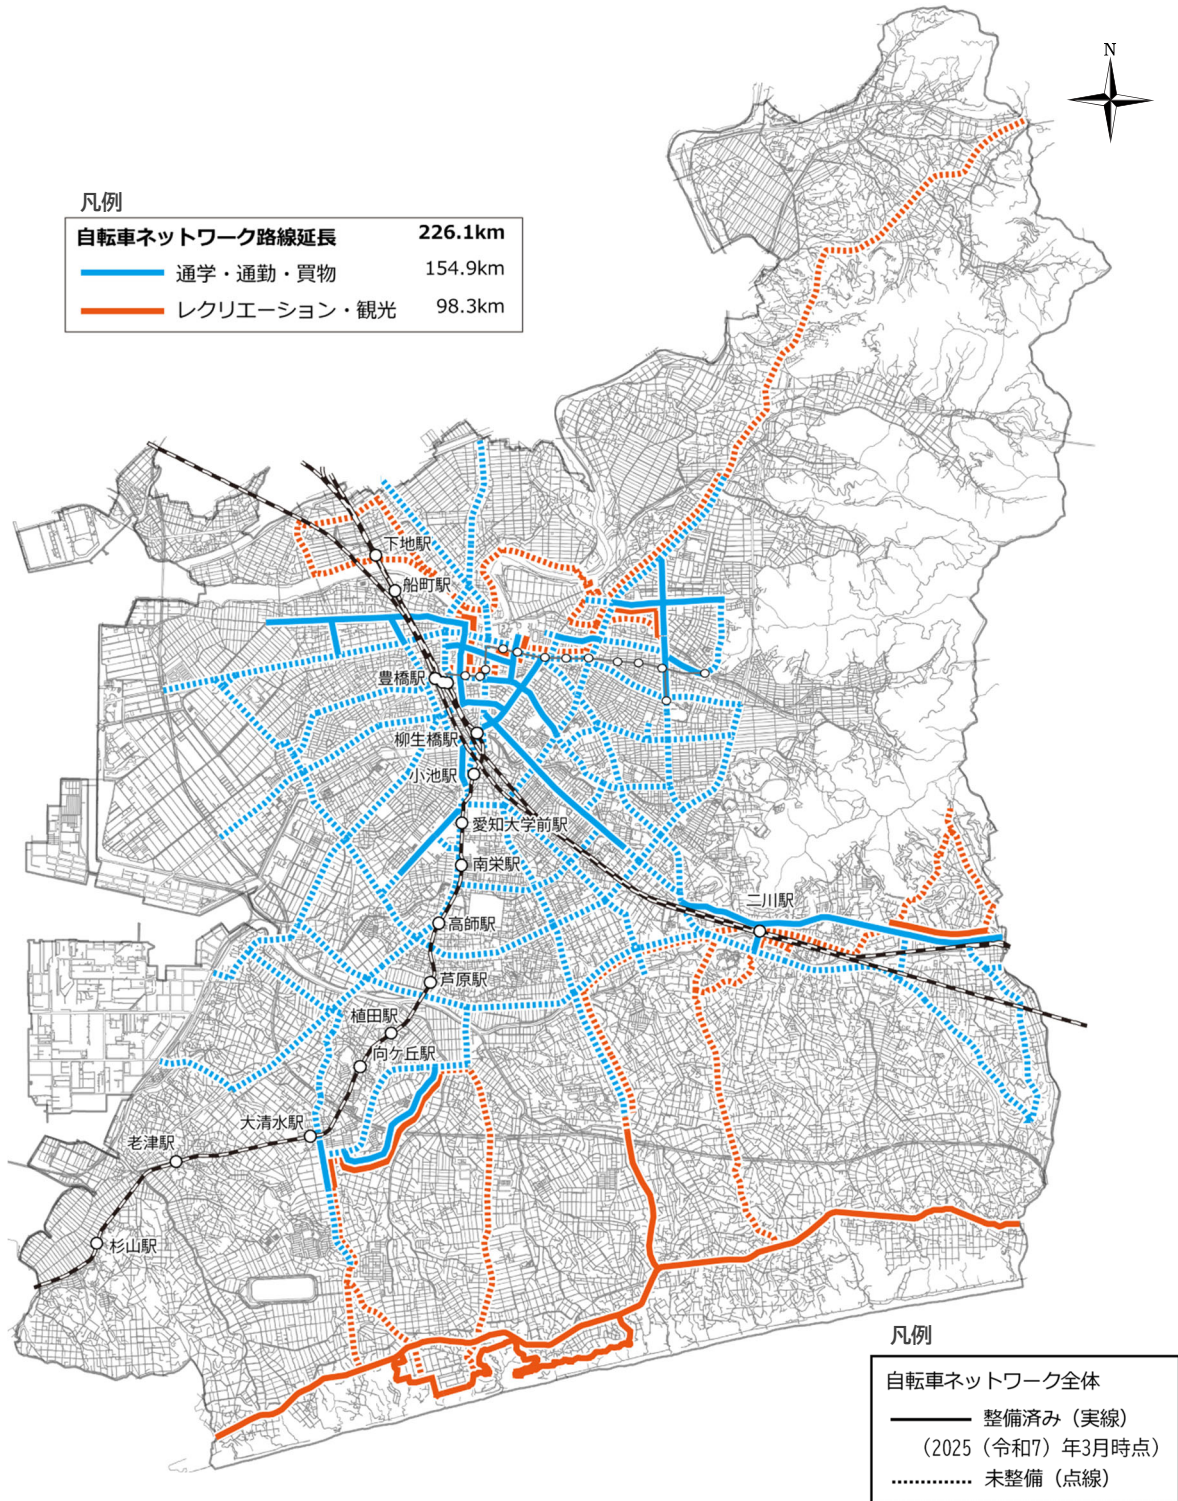 N
凡例
自転車ネットワーク路線延長 226.1km
通学・通勤・買物 154.9km
レクリエーション・観光 98.3km
下地駅
船町駅
豊橋駅
柳生橋駅
小池駅
愛知大学前駅
南栄駅
二川駅
高師駅
芦原駅
植田駅
向ケ丘駅
大清水駅
老津駅
杉山駅
凡例
自転車ネットワーク全体
整備済み（実線）
（2025（令和7）年3月時点）
未整備（点線）